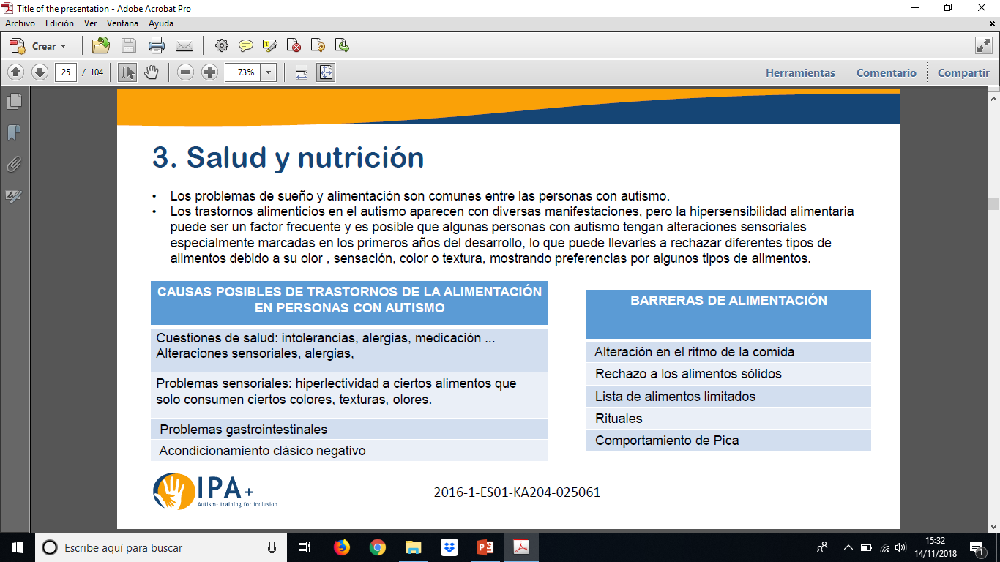 Title of the presentation - Adobe Acrobat Pro
Archivo Edición Ver Ventana Ayuda
Crear
25 / 104 73% Herramientas Comentario Compartir
3. Salud y nutrición
• Los problemas de sueño y alimentación son comunes entre las personas con autismo.
• Los trastornos alimenticios en el autismo aparecen con diversas manifestaciones, pero la hipersensibilidad alimentaria
puede ser un factor frecuente y es posible que algunas personas con autismo tengan alteraciones sensoriales
especialmente marcadas en los primeros años del desarrollo, lo que puede llevarles a rechazar diferentes tipos de
alimentos debido a su olor , sensación, color o textura, mostrando preferencias por algunos tipos de alimentos.
CAUSAS POSIBLES DE TRASTORNOS DE LA ALIMENTACIÓN
EN PERSONAS CON AUTISMO
Cuestiones de salud: intolerancias, alergias, medicación ...
Alteraciones sensoriales, alergias,
Problemas sensoriales: hiperlectividad a ciertos alimentos que
solo consumen ciertos colores, texturas, olores.
Problemas gastrointestinales
Acondicionamiento clásico negativo
BARRERAS DE ALIMENTACIÓN
Alteración en el ritmo de la comida
Rechazo a los alimentos sólidos
Lista de alimentos limitados
Rituales
Comportamiento de Pica
IPA+
Autism- training for inclusion
2016-1-ES01-KA204-025061
Escribe aquí para buscar
15:32
14/11/2018
1